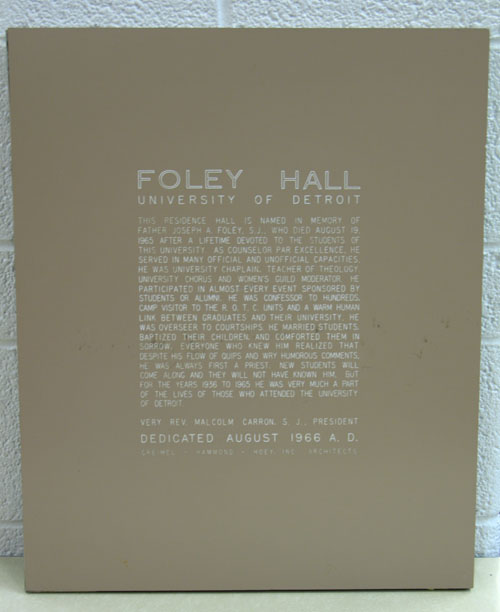 FOLEY HALL
UNIVERSITY OF DETROIT
THIS RESIDENCE HALL IS NAMED IN MEMORY OF
FATHER JOSEPH A. FOLEY, S.J., WHO DIED AUGUST 19,
1965 AFTER A LIFETIME DEVOTED TO THE STUDENTS OF
THIS UNIVERSITY. AS COUNSELOR PAR EXCELLENCE, HE
SERVED IN MANY OFFICIAL AND UNOFFICIAL CAPACITIES.
HE WAS UNIVERSITY CHAPLAIN, TEACHER OF THEOLOGY,
UNIVERSITY CHORUS AND WOMEN'S GUILD MODERATOR. HE
PARTICIPATED IN ALMOST EVERY EVENT SPONSORED BY
STUDENTS OR ALUMNI. HE WAS CONFESSOR TO HUNDREDS,
CAMP VISITOR TO THE R.O.T.C. UNITS AND A WARM HUMAN
LINK BETWEEN GRADUATES AND THEIR UNIVERSITY. HE
WAS OVERSEER TO COURTSHIPS. HE MARRIED STUDENTS,
BAPTIZED THEIR CHILDREN, AND COMFORTED THEM IN
SORROW. EVERYONE WHO KNEW HIM REALIZED THAT
DESPITE HIS FLOW OF QUIPS AND WRY HUMOROUS COMMENTS,
HE WAS ALWAYS FIRST A PRIEST. NEW STUDENTS WILL
COME ALONG AND THEY WILL NOT HAVE KNOWN HIM, BUT
FOR THE YEARS 1936 TO 1965 HE WAS VERY MUCH A PART
OF THE LIVES OF THOSE WHO ATTENDED THE UNIVERSITY
OF DETROIT.
VERY REV. MALCOLM CARRON, S. J., PRESIDENT
DEDICATED AUGUST 1966 A. D.
GREIMEL - HAMMOND - HOEY, INC. ARCHITECTS